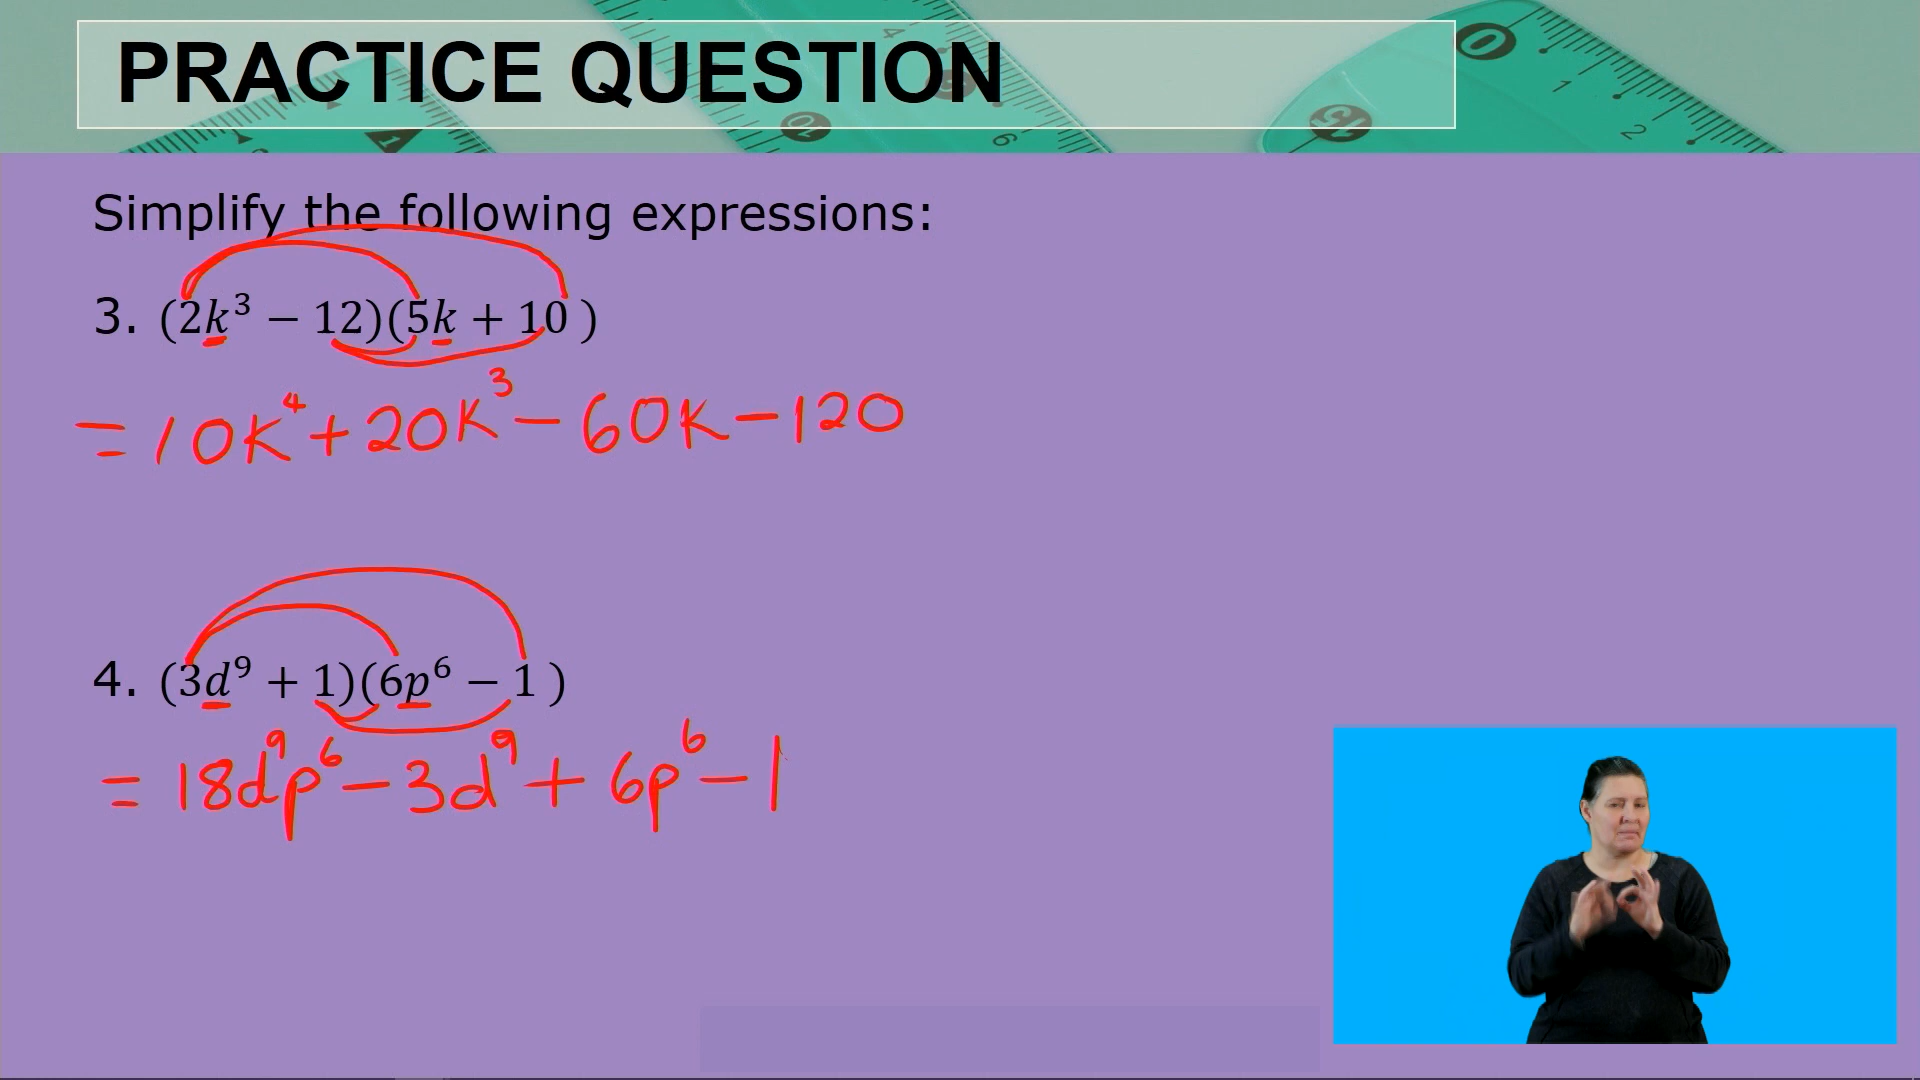 PRACTICE QUESTION
Simplify the following expressions:
3. (2k³ − 12)(5k + 10 )
= 10K⁴ + 20K³ − 60K − 120
4. (3d⁹ + 1)(6p⁶ − 1 )
= 18d⁹p⁶ − 3d⁹ + 6p⁶ − 1